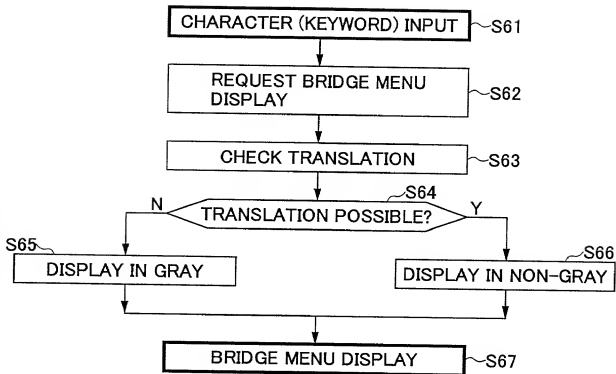 CHARACTER (KEYWORD) INPUT S61
REQUEST BRIDGE MENU
DISPLAY S62
CHECK TRANSLATION S63
S64
N TRANSLATION POSSIBLE? Y
S65 S66
DISPLAY IN GRAY DISPLAY IN NON-GRAY
BRIDGE MENU DISPLAY S67